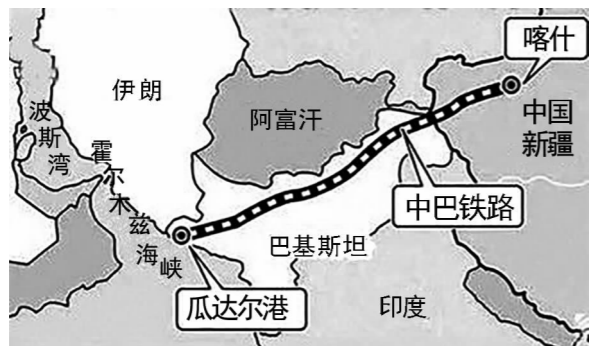 喀什
伊朗
阿富汗
中国
新疆
波斯湾
霍尔木兹海峡
中巴铁路
巴基斯坦
瓜达尔港
印度